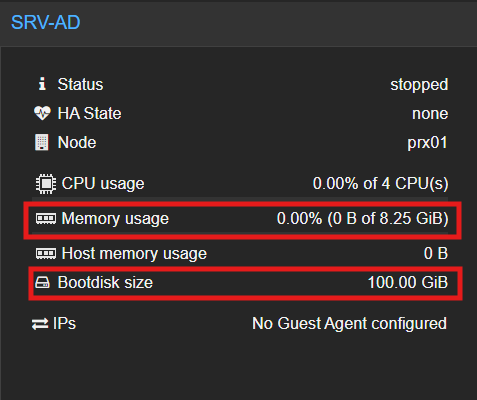 SRV-AD
Status stopped
HA State none
Node prx01
CPU usage 0.00% of 4 CPU(s)
Memory usage 0.00% (0 B of 8.25 GiB)
Host memory usage 0 B
Bootdisk size 100.00 GiB
IPs No Guest Agent configured